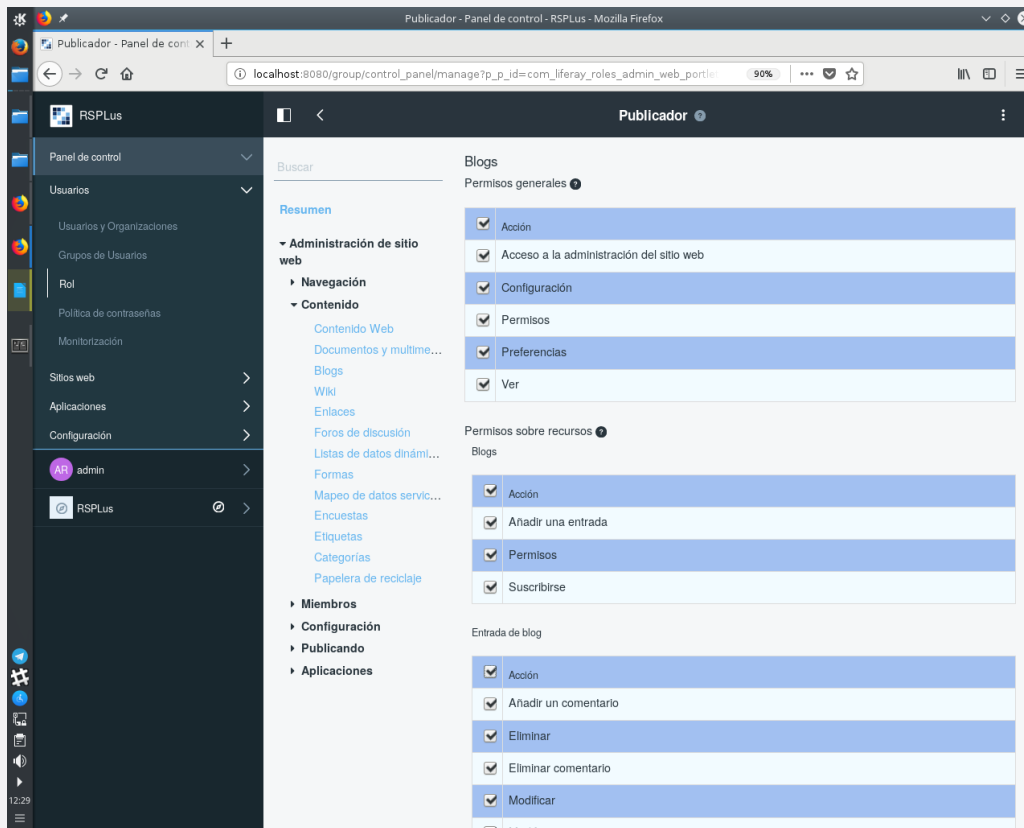 Publicador - Panel de control - RSPLus - Mozilla Firefox
Publicador - Panel de cont
localhost:8080/group/control_panel/manage?p_p_id=com_liferay_roles_admin_web_portle
90%
RSPLus
Publicador
Panel de control
Usuarios
Usuarios y Organizaciones
Grupos de Usuarios
Rol
Política de contraseñas
Monitorización
Sitios web
Aplicaciones
Configuración
AR admin
RSPLus
12:29
Buscar
Resumen
Administración de sitio
web
Navegación
Contenido
Contenido Web
Documentos y multime...
Blogs
Wiki
Enlaces
Foros de discusión
Listas de datos dinámi...
Formas
Mapeo de datos servic...
Encuestas
Etiquetas
Categorías
Papelera de reciclaje
Miembros
Configuración
Publicando
Aplicaciones
Blogs
Permisos generales
Acción
Acceso a la administración del sitio web
Configuración
Permisos
Preferencias
Ver
Permisos sobre recursos
Blogs
Acción
Añadir una entrada
Permisos
Suscribirse
Entrada de blog
Acción
Añadir un comentario
Eliminar
Eliminar comentario
Modificar